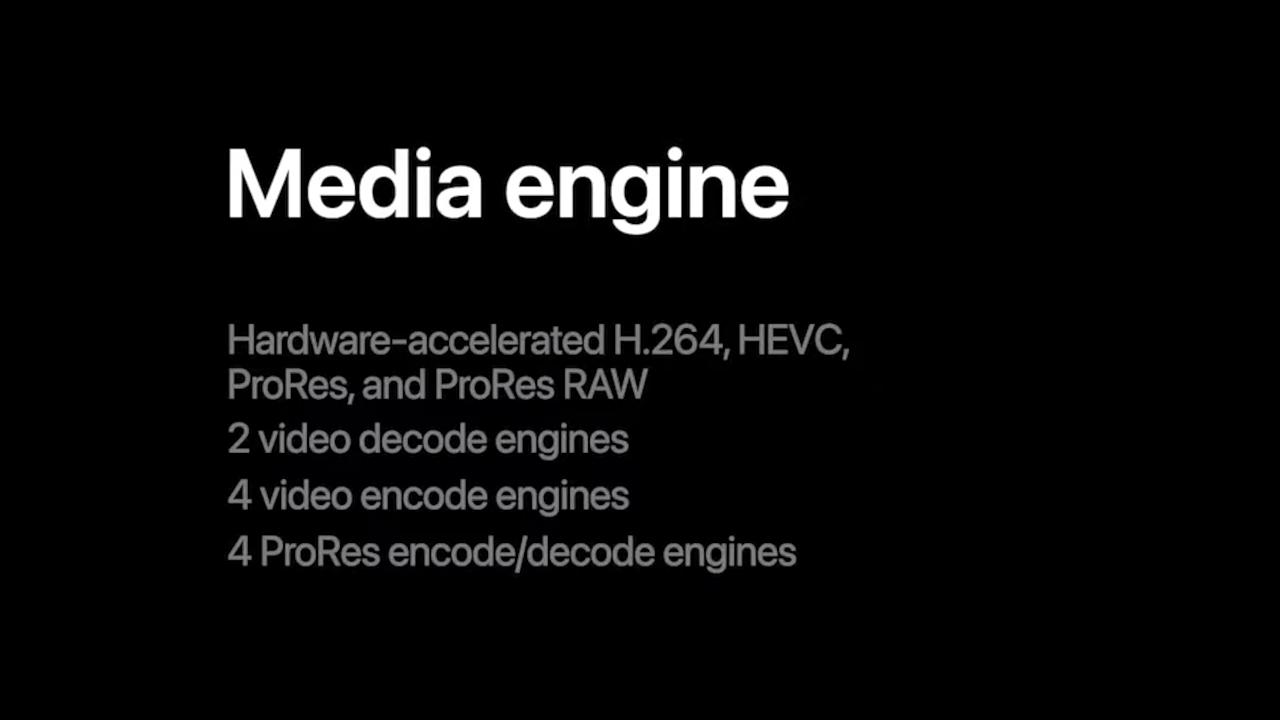 Media engine
Hardware-accelerated H.264, HEVC,
ProRes, and ProRes RAW
2 video decode engines
4 video encode engines
4 ProRes encode/decode engines